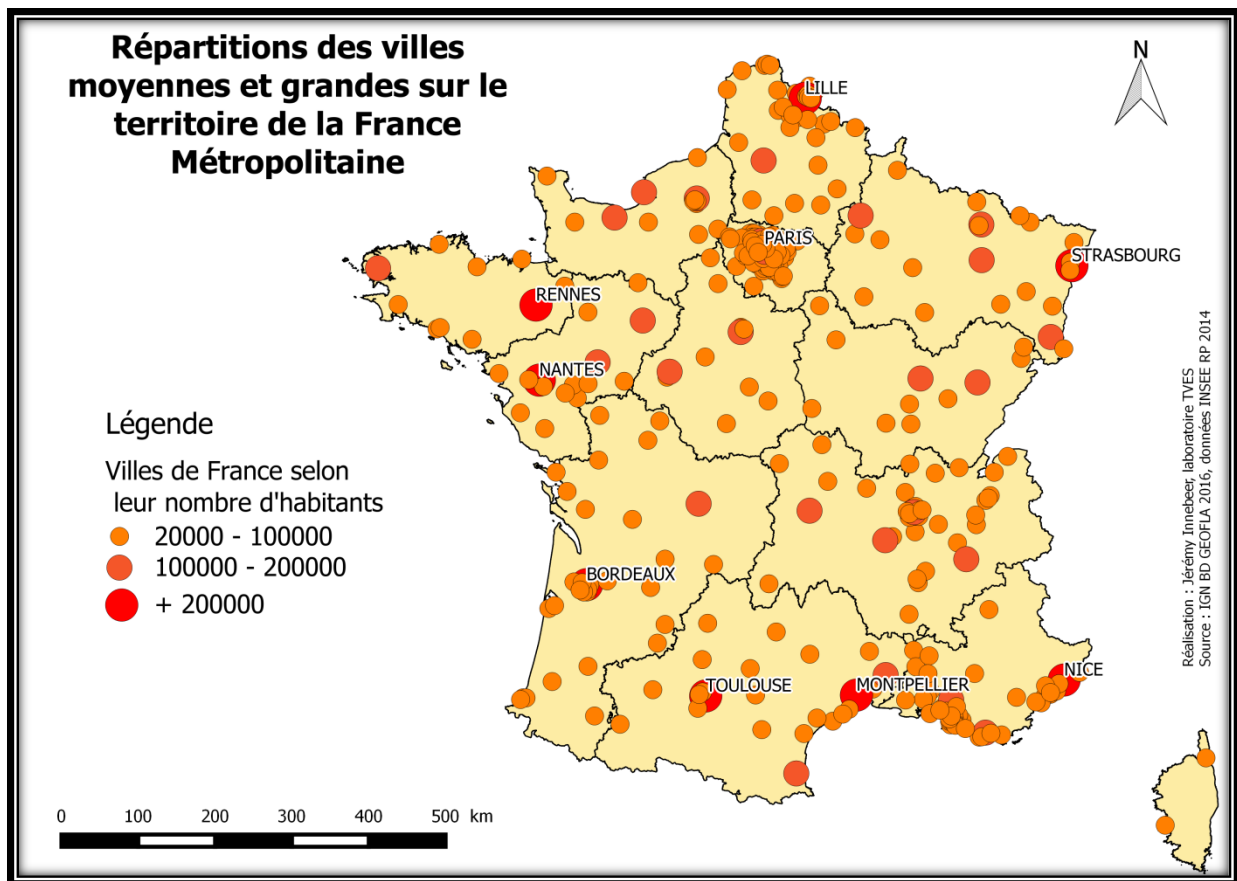 Répartitions des villes
moyennes et grandes sur le
territoire de la France
Métropolitaine
N
LILLE
PARIS
STRASBOURG
RENNES
NANTES
BORDEAUX
TOULOUSE
MONTPELLIER
NICE
Légende
Villes de France selon
leur nombre d'habitants
20000 - 100000
100000 - 200000
+ 200000
0 100 200 300 400 500 km
Réalisation : Jérémy Innebeer, laboratoire TVES
Source : IGN BD GEOFLA 2016, données INSEE RP 2014